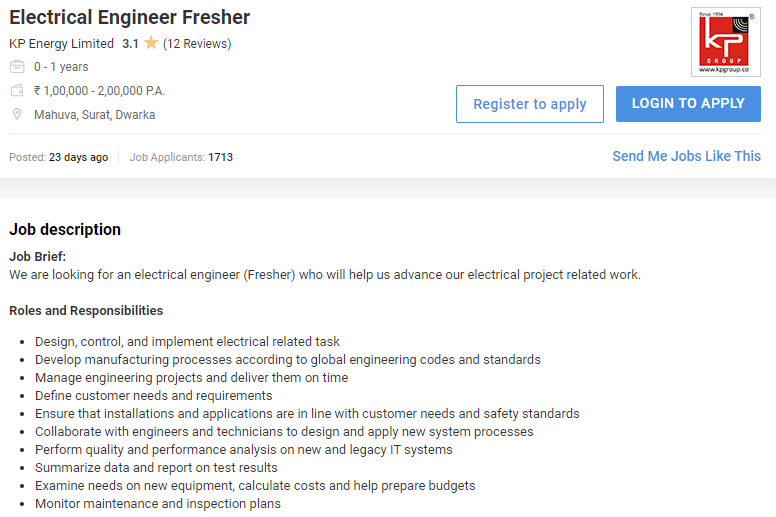 Electrical Engineer Fresher
KP Energy Limited 3.1 (12 Reviews)
0 - 1 years
₹ 1,00,000 - 2,00,000 P.A.
Mahuva, Surat, Dwarka
Since 1994
kp
GROUP
www.kpgroup.co
Register to apply
LOGIN TO APPLY
Posted: 23 days ago Job Applicants: 1713
Send Me Jobs Like This
Job description
Job Brief:
We are looking for an electrical engineer (Fresher) who will help us advance our electrical project related work.
Roles and Responsibilities
• Design, control, and implement electrical related task
• Develop manufacturing processes according to global engineering codes and standards
• Manage engineering projects and deliver them on time
• Define customer needs and requirements
• Ensure that installations and applications are in line with customer needs and safety standards
• Collaborate with engineers and technicians to design and apply new system processes
• Perform quality and performance analysis on new and legacy IT systems
• Summarize data and report on test results
• Examine needs on new equipment, calculate costs and help prepare budgets
• Monitor maintenance and inspection plans